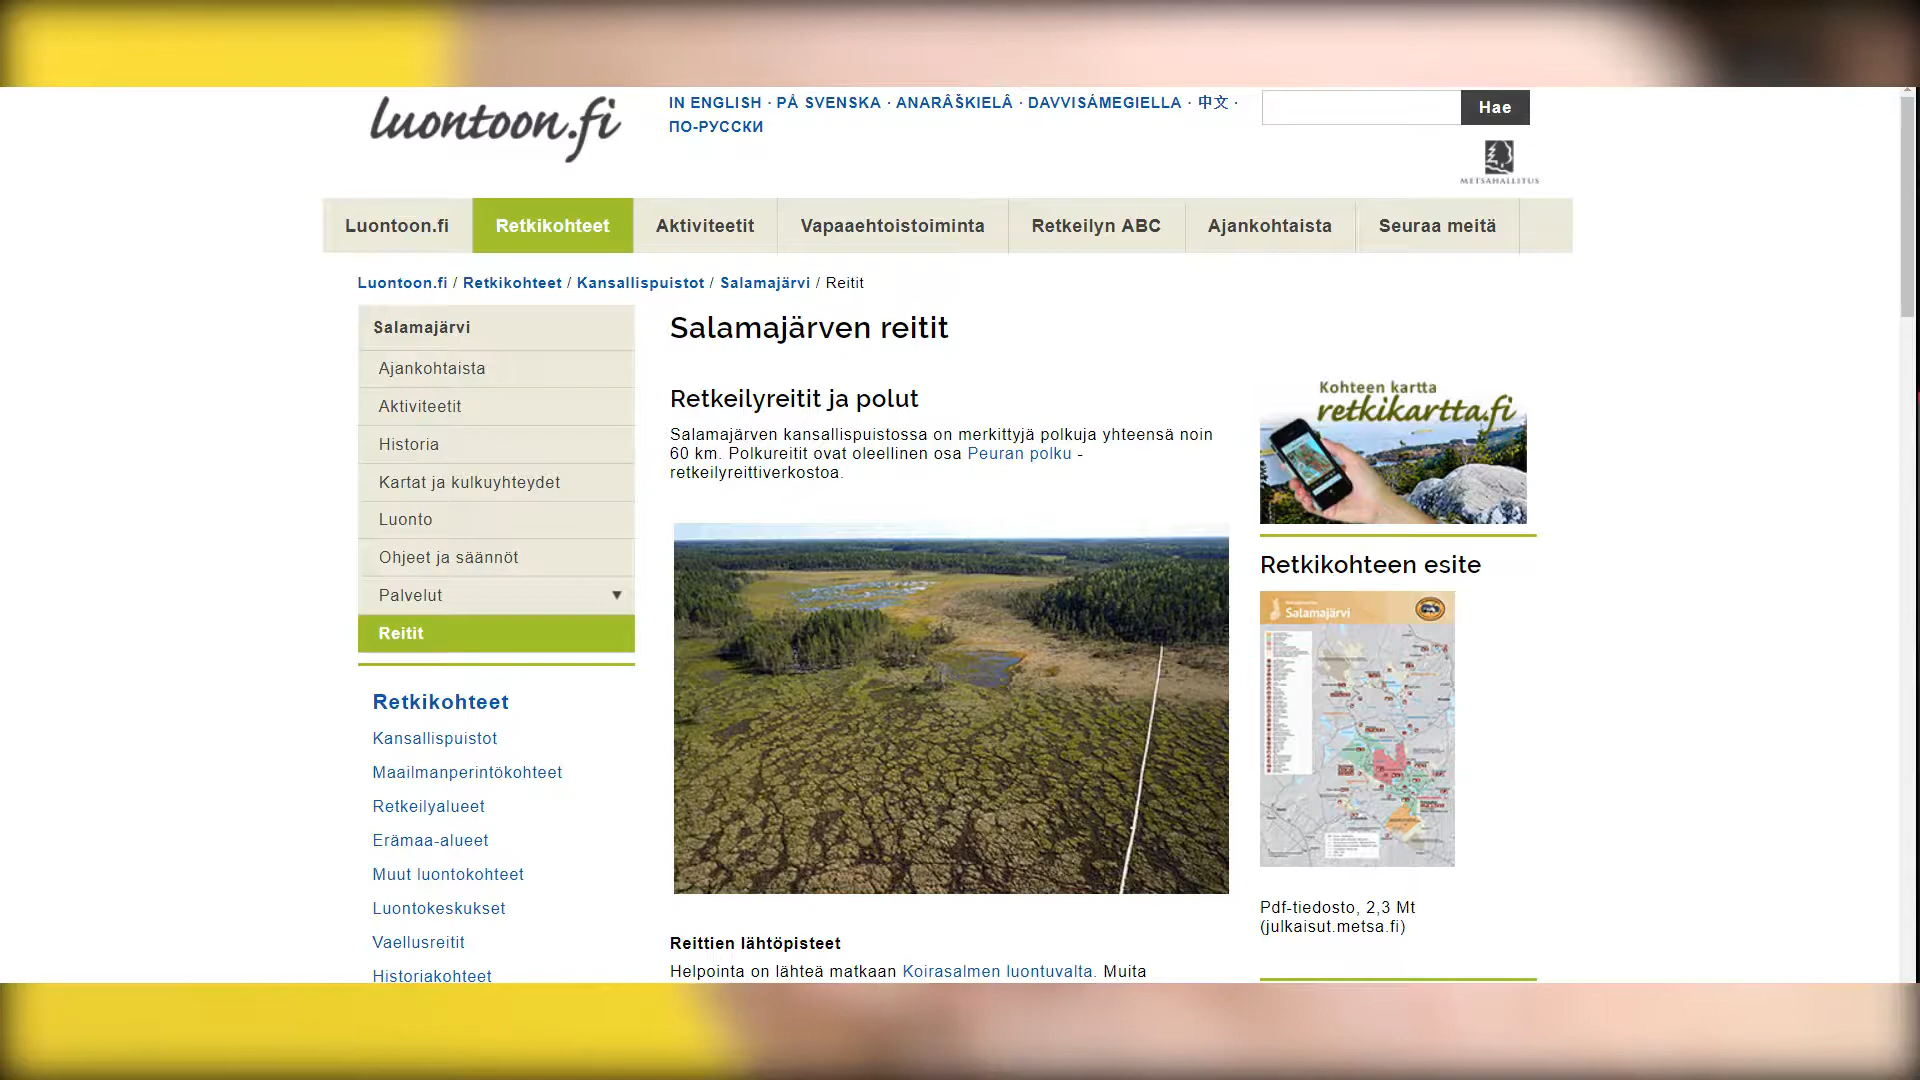 luontoon.fi
IN ENGLISH · PÅ SVENSKA · ANARÂŠKIELÂ · DAVVISÁMEGIELLA · 中文 ·
ПО-РУССКИ
Hae
METSÄHALLITUS
Luontoon.fi
Retkikohteet
Aktiviteetit
Vapaaehtoistoiminta
Retkeilyn ABC
Ajankohtaista
Seuraa meitä
Luontoon.fi / Retkikohteet / Kansallispuistot / Salamajärvi / Reitit
Salamajärvi
Ajankohtaista
Aktiviteetit
Historia
Kartat ja kulkuyhteydet
Luonto
Ohjeet ja säännöt
Palvelut ▼
Reitit
Retkikohteet
Kansallispuistot
Maailmanperintökohteet
Retkeilyalueet
Erämaa-alueet
Muut luontokohteet
Luontokeskukset
Vaellusreitit
Historiakohteet
Salamajärven reitit
Retkeilyreitit ja polut
Salamajärven kansallispuistossa on merkittyjä polkuja yhteensä noin
60 km. Polkureitit ovat oleellinen osa Peuran polku -
retkeilyreittiverkostoa.
Reittien lähtöpisteet
Helpointa on lähteä matkaan Koirasalmen luontuvalta. Muita
Kohteen kartta
retkikartta.fi
Retkikohteen esite
Salamajärvi
Pdf-tiedosto, 2,3 Mt
(julkaisut.metsa.fi)